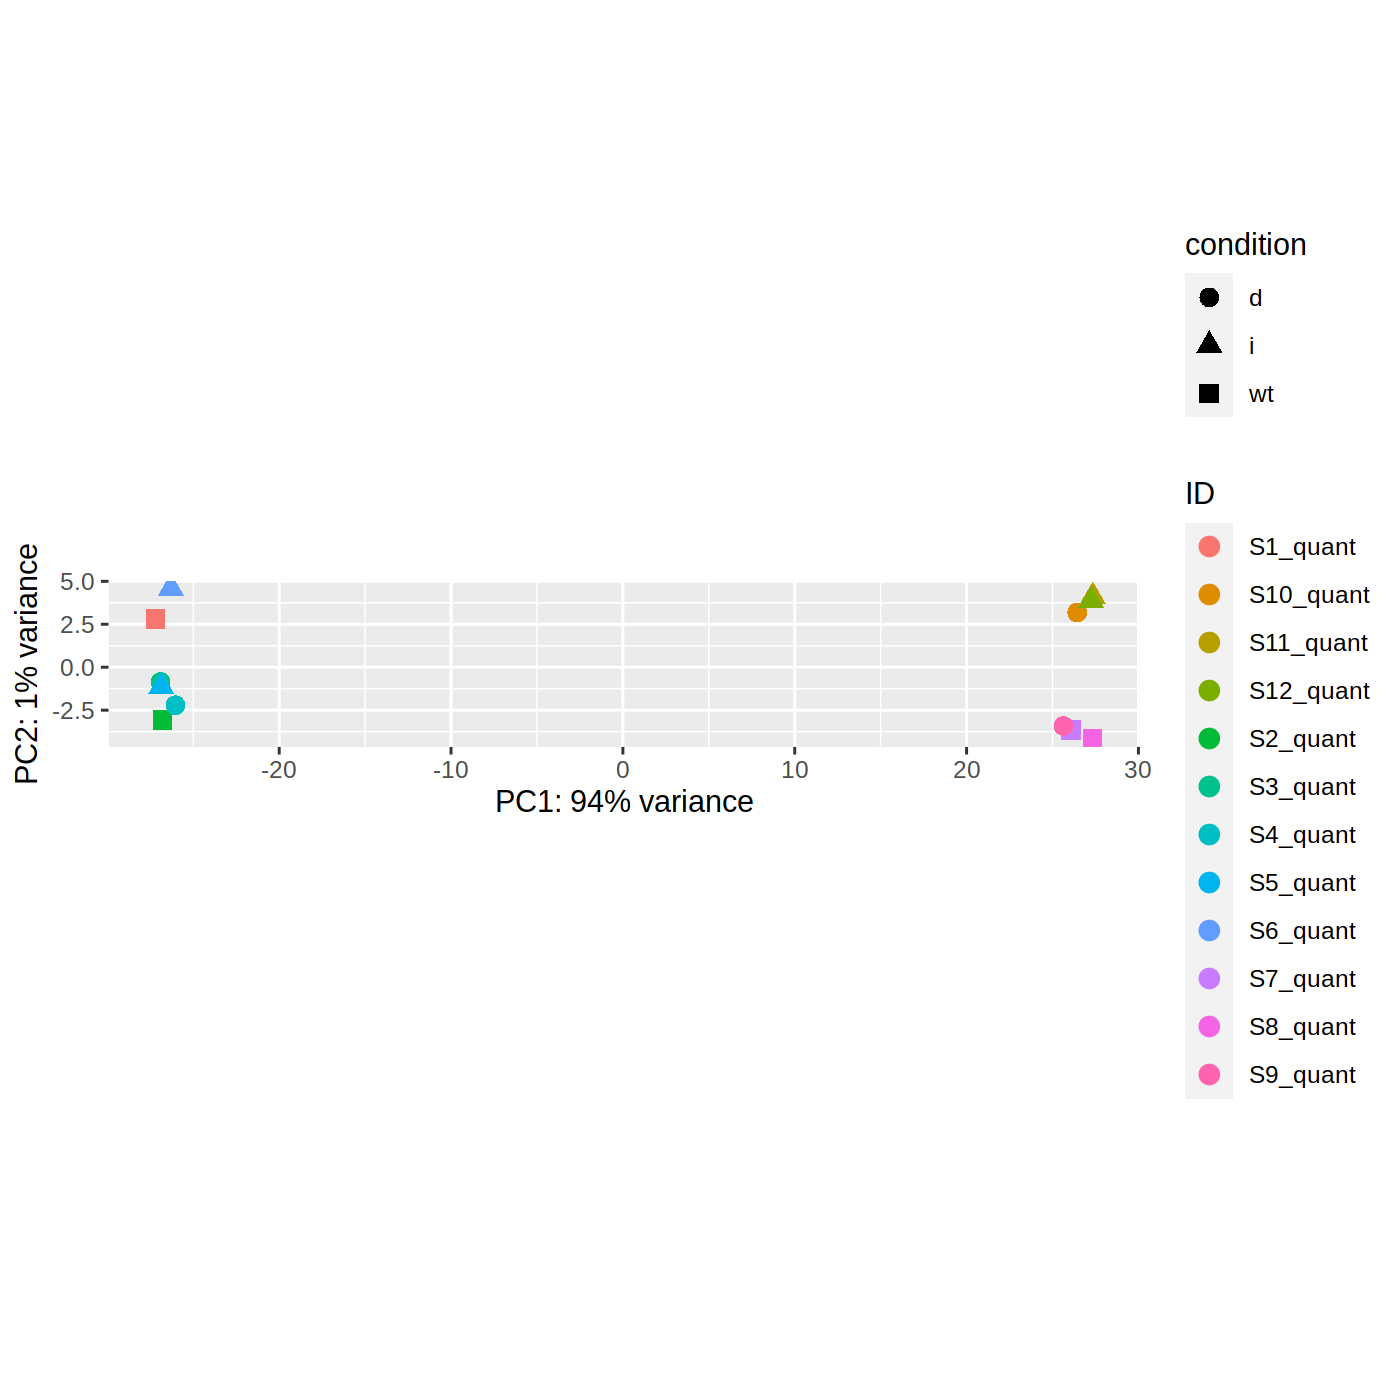 condition
d
i
wt
ID
S1_quant
S10_quant
S11_quant
S12_quant
S2_quant
S3_quant
S4_quant
S5_quant
S6_quant
S7_quant
S8_quant
S9_quant
PC2: 1% variance
5.0
2.5
0.0
-2.5
-20 -10 0 10 20 30
PC1: 94% variance